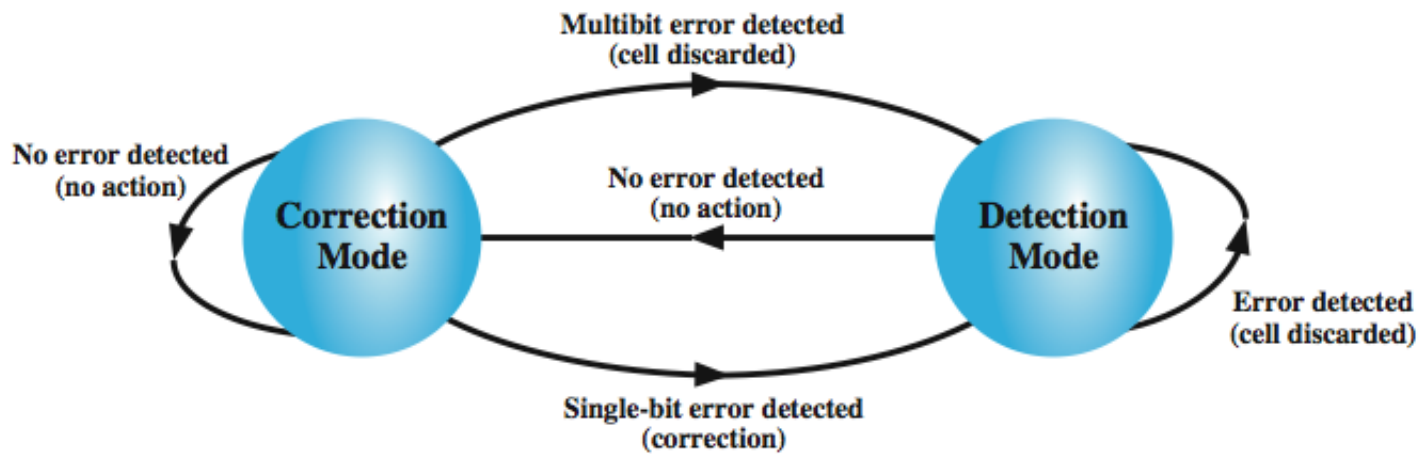 Multibit error detected
(cell discarded)
No error detected
(no action)
Correction
Mode
No error detected
(no action)
Detection
Mode
Error detected
(cell discarded)
Single-bit error detected
(correction)